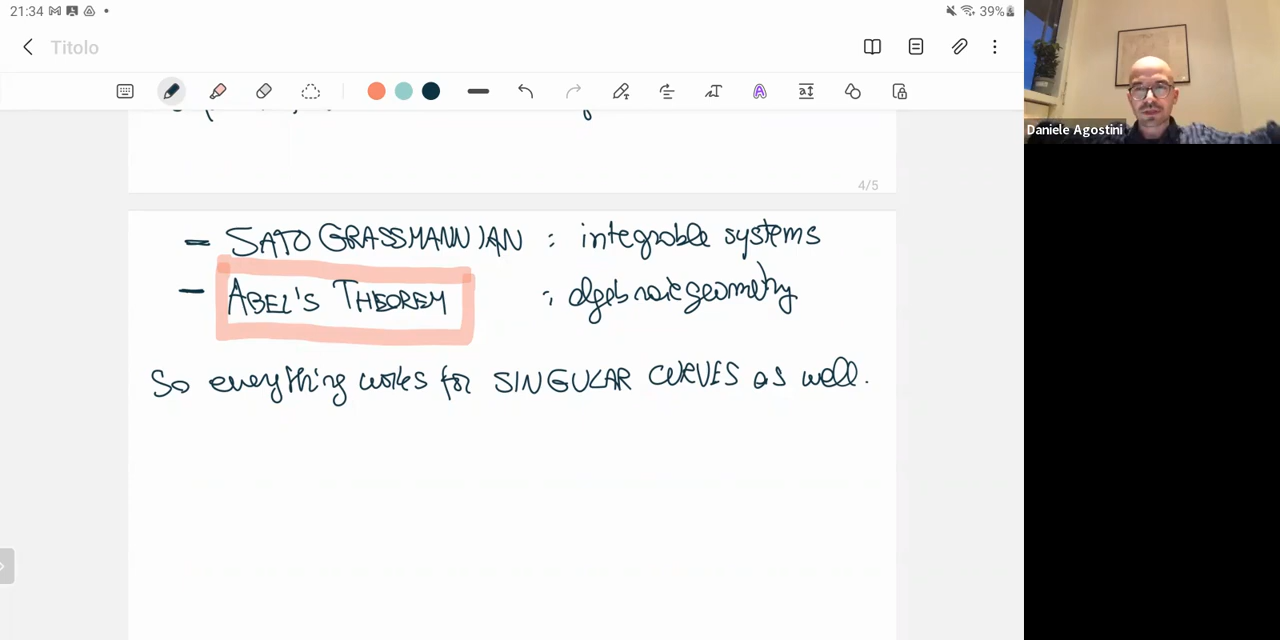 21:34
39%
Titolo
Daniele Agostini
4/5
– SATO GRASSMANNIAN : integrable systems
– ABEL'S THEOREM : algebraic geometry
So everything works for SINGULAR CURVES as well.